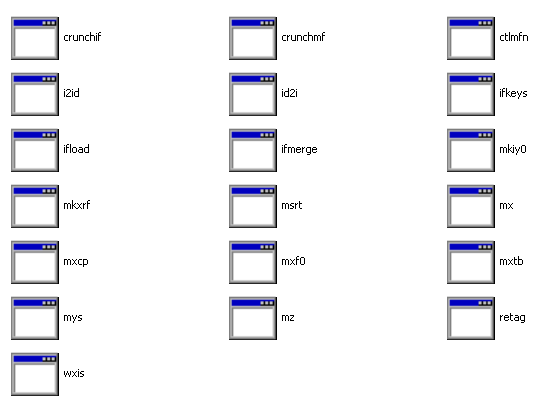 crunchif crunchmf ctlmfn
i2id id2i ifkeys
ifload ifmerge mkiy0
mkxrf msrt mx
mxcp mxf0 mxtb
mys mz retag
wxis